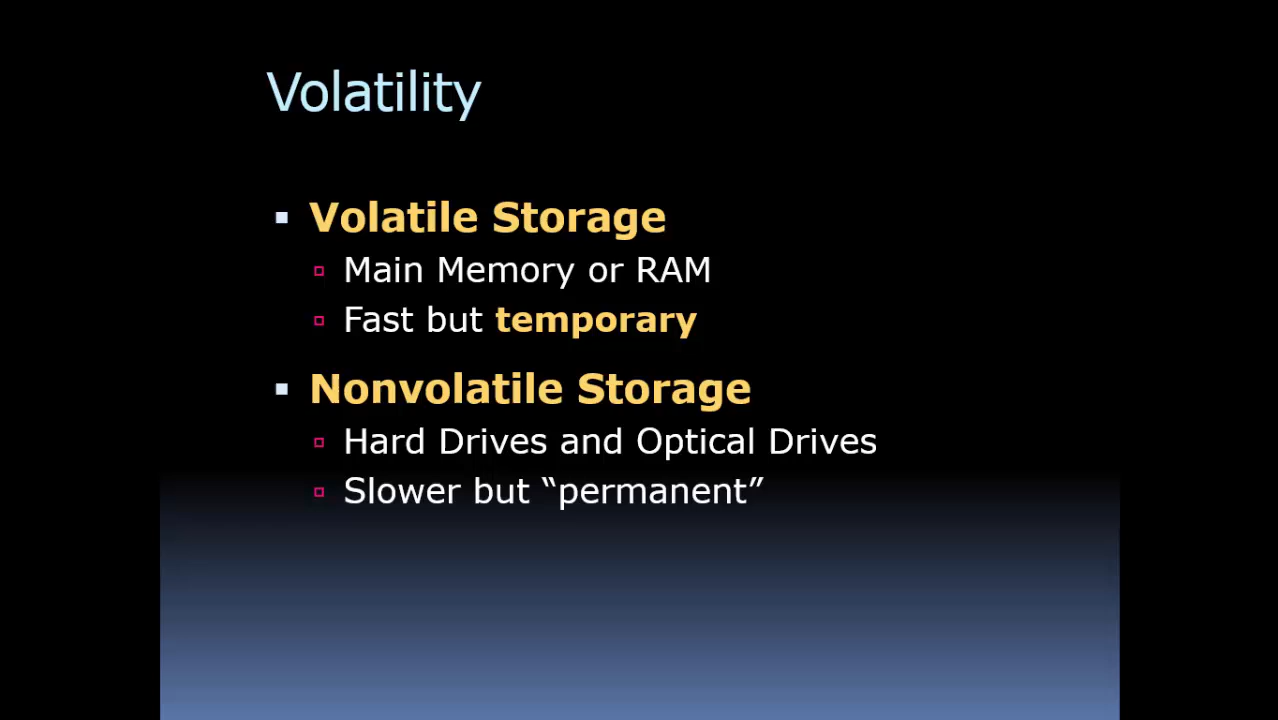 Volatility
Volatile Storage
Main Memory or RAM
Fast but temporary
Nonvolatile Storage
Hard Drives and Optical Drives
Slower but “permanent”